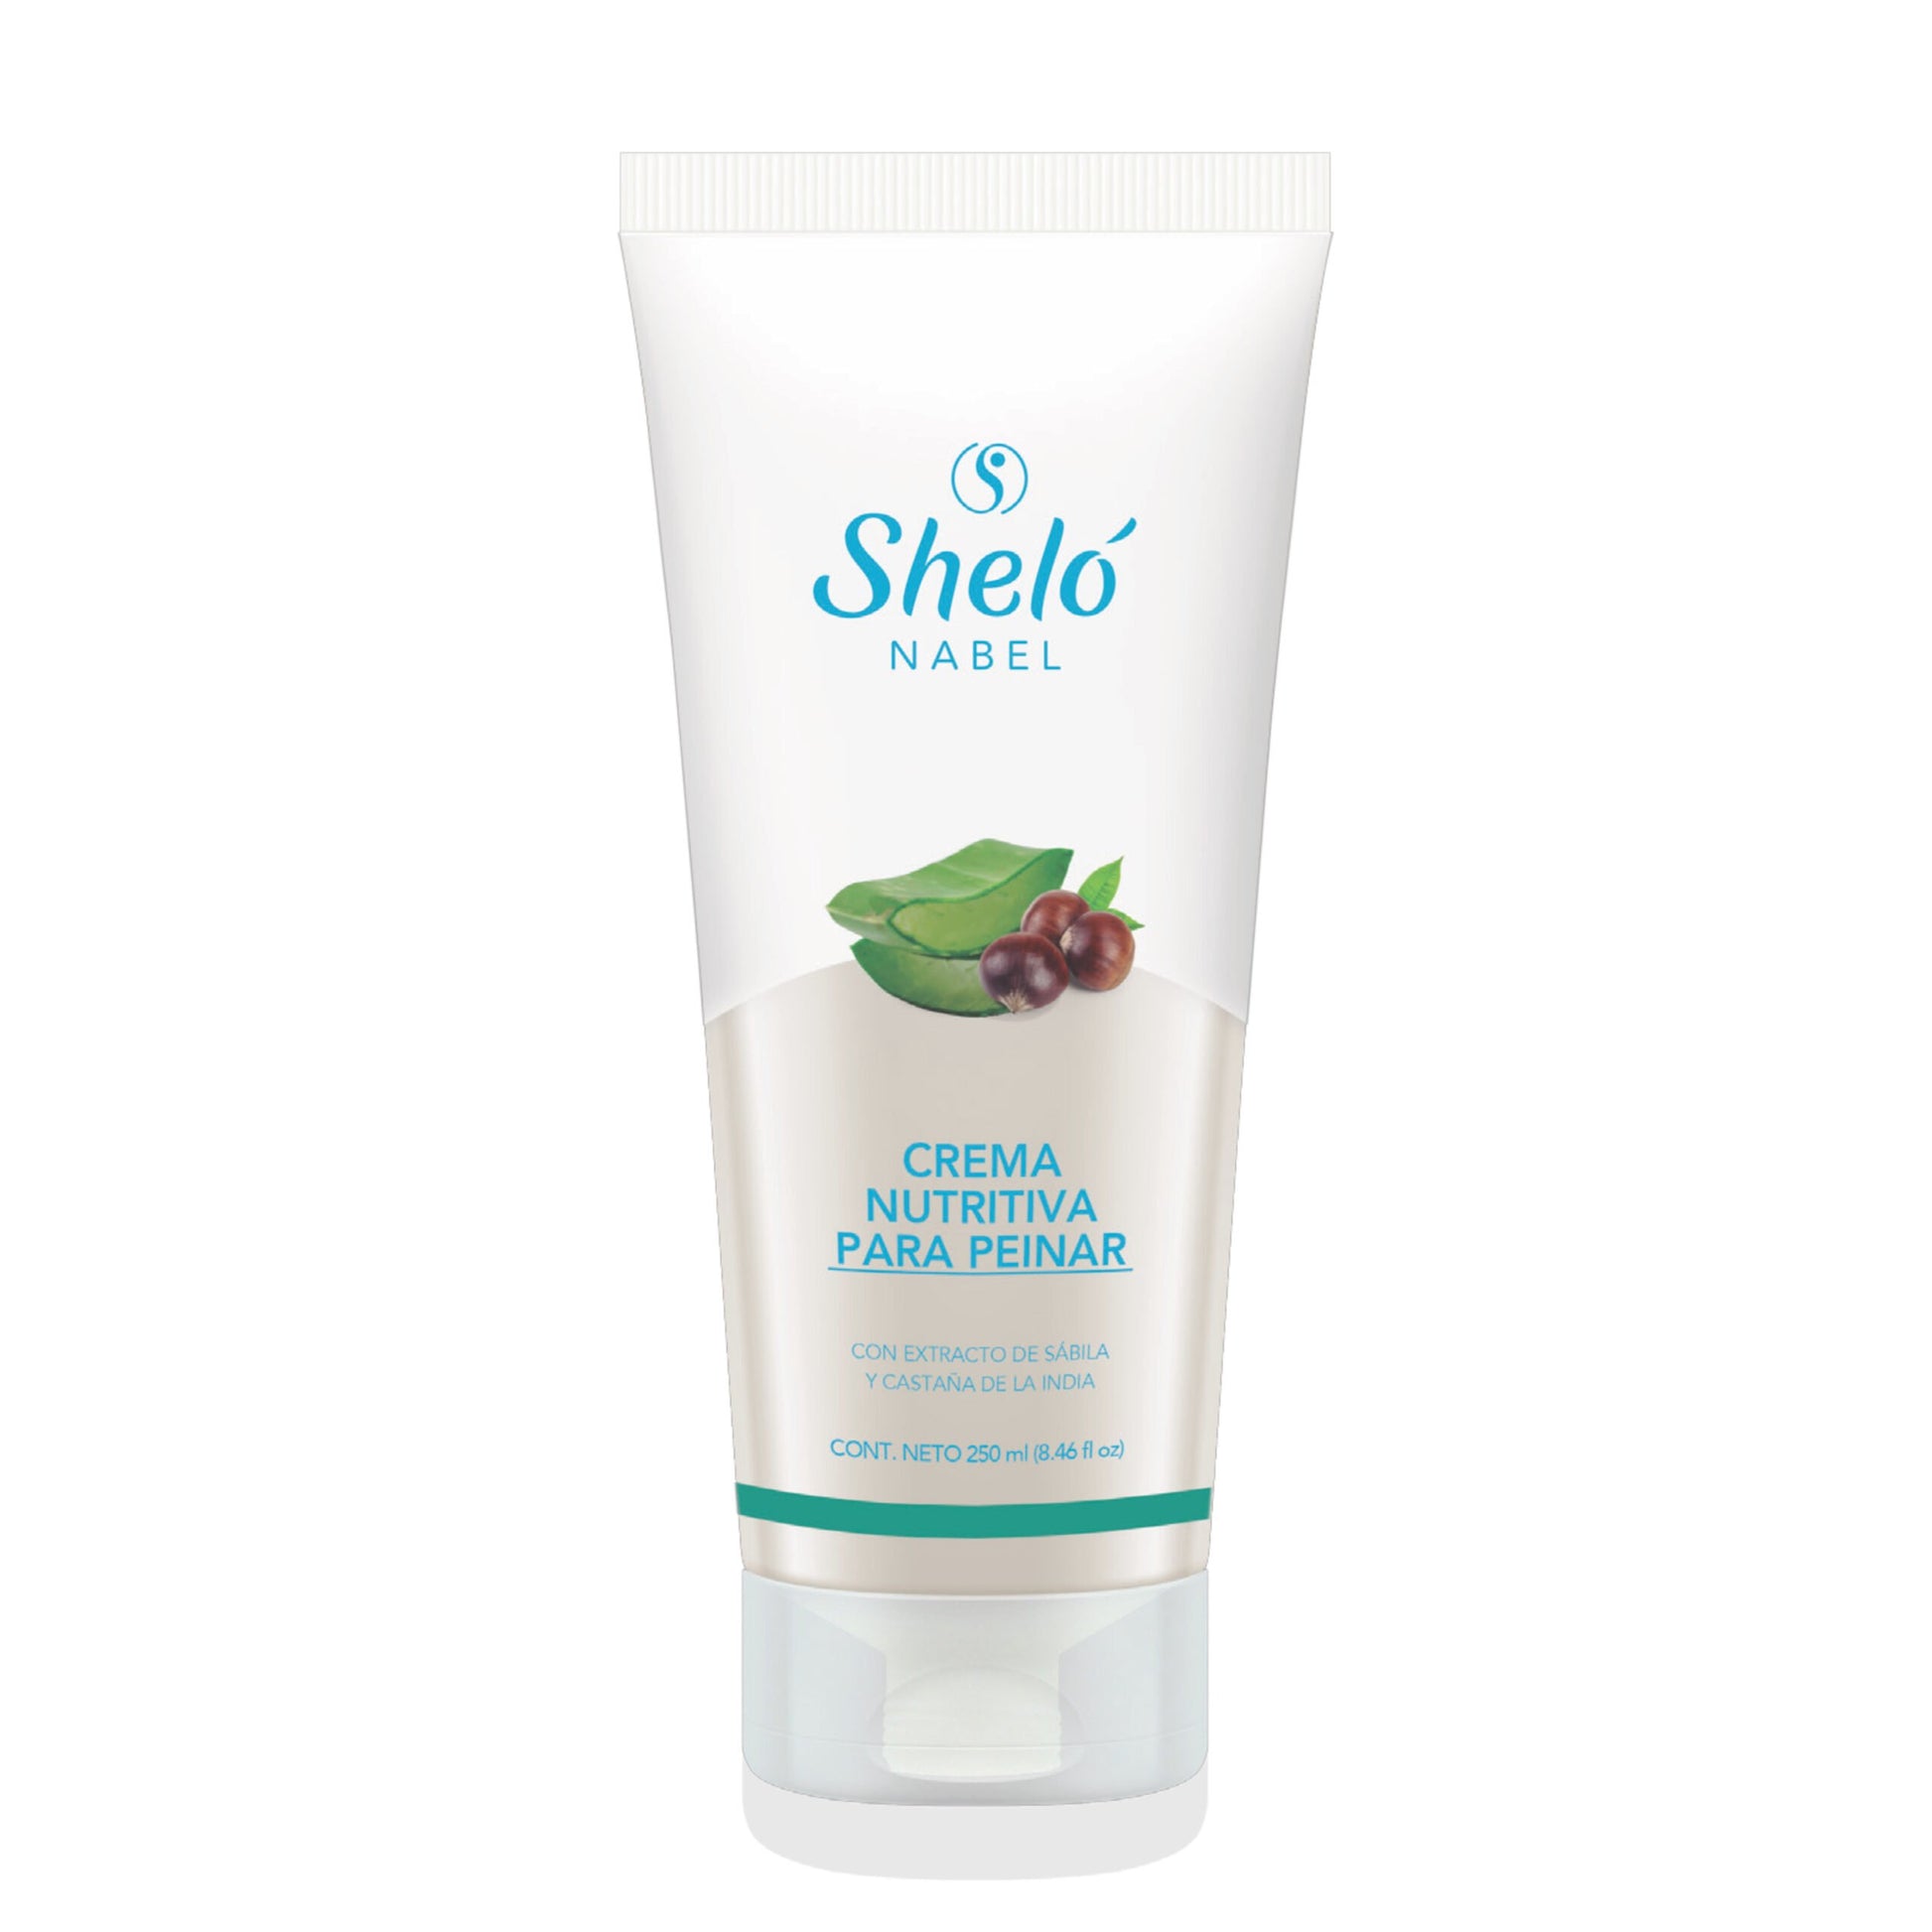 Sheló
NABEL
CREMA
NUTRITIVA
PARA PEINAR
CON EXTRACTO DE SÁBILA
Y CASTAÑA DE LA INDIA
CONT. NETO 250 ml (8.46 fl oz)